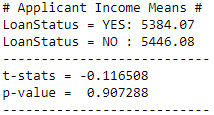 # Applicant Income Means #
LoanStatus = YES: 5384.07
LoanStatus = NO : 5446.08
--------------------------
t-stats = -0.116508
p-value =  0.907288
--------------------------